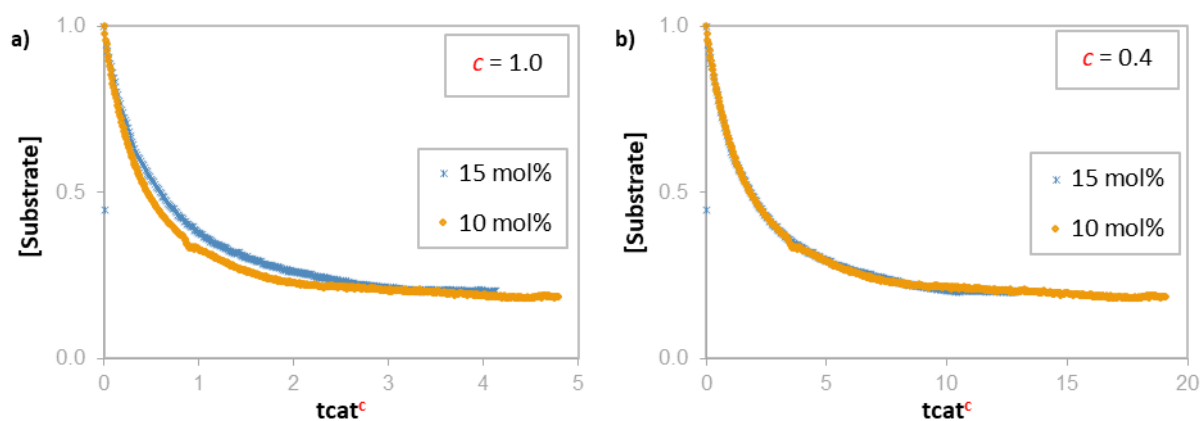 a)
c = 1.0
[Substrate]
1.0
0.5
0.0
15 mol%
10 mol%
0 1 2 3 4 5
tcatᶜ
b)
c = 0.4
[Substrate]
1.0
0.5
0.0
15 mol%
10 mol%
0 5 10 15 20
tcatᶜ